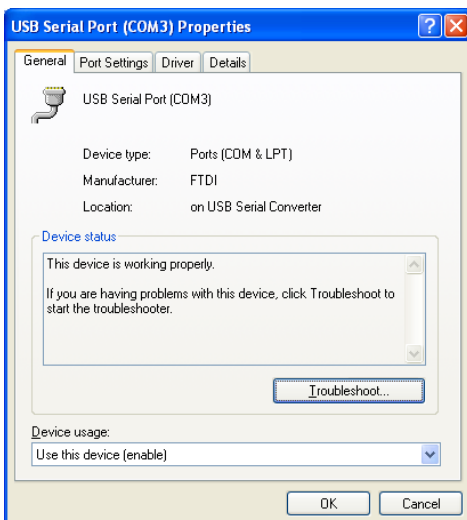 USB Serial Port (COM3) Properties
General Port Settings Driver Details
USB Serial Port (COM3)
Device type: Ports (COM & LPT)
Manufacturer: FTDI
Location: on USB Serial Converter
Device status
This device is working properly.
If you are having problems with this device, click Troubleshoot to
start the troubleshooter.
Troubleshoot...
Device usage:
Use this device (enable)
OK Cancel